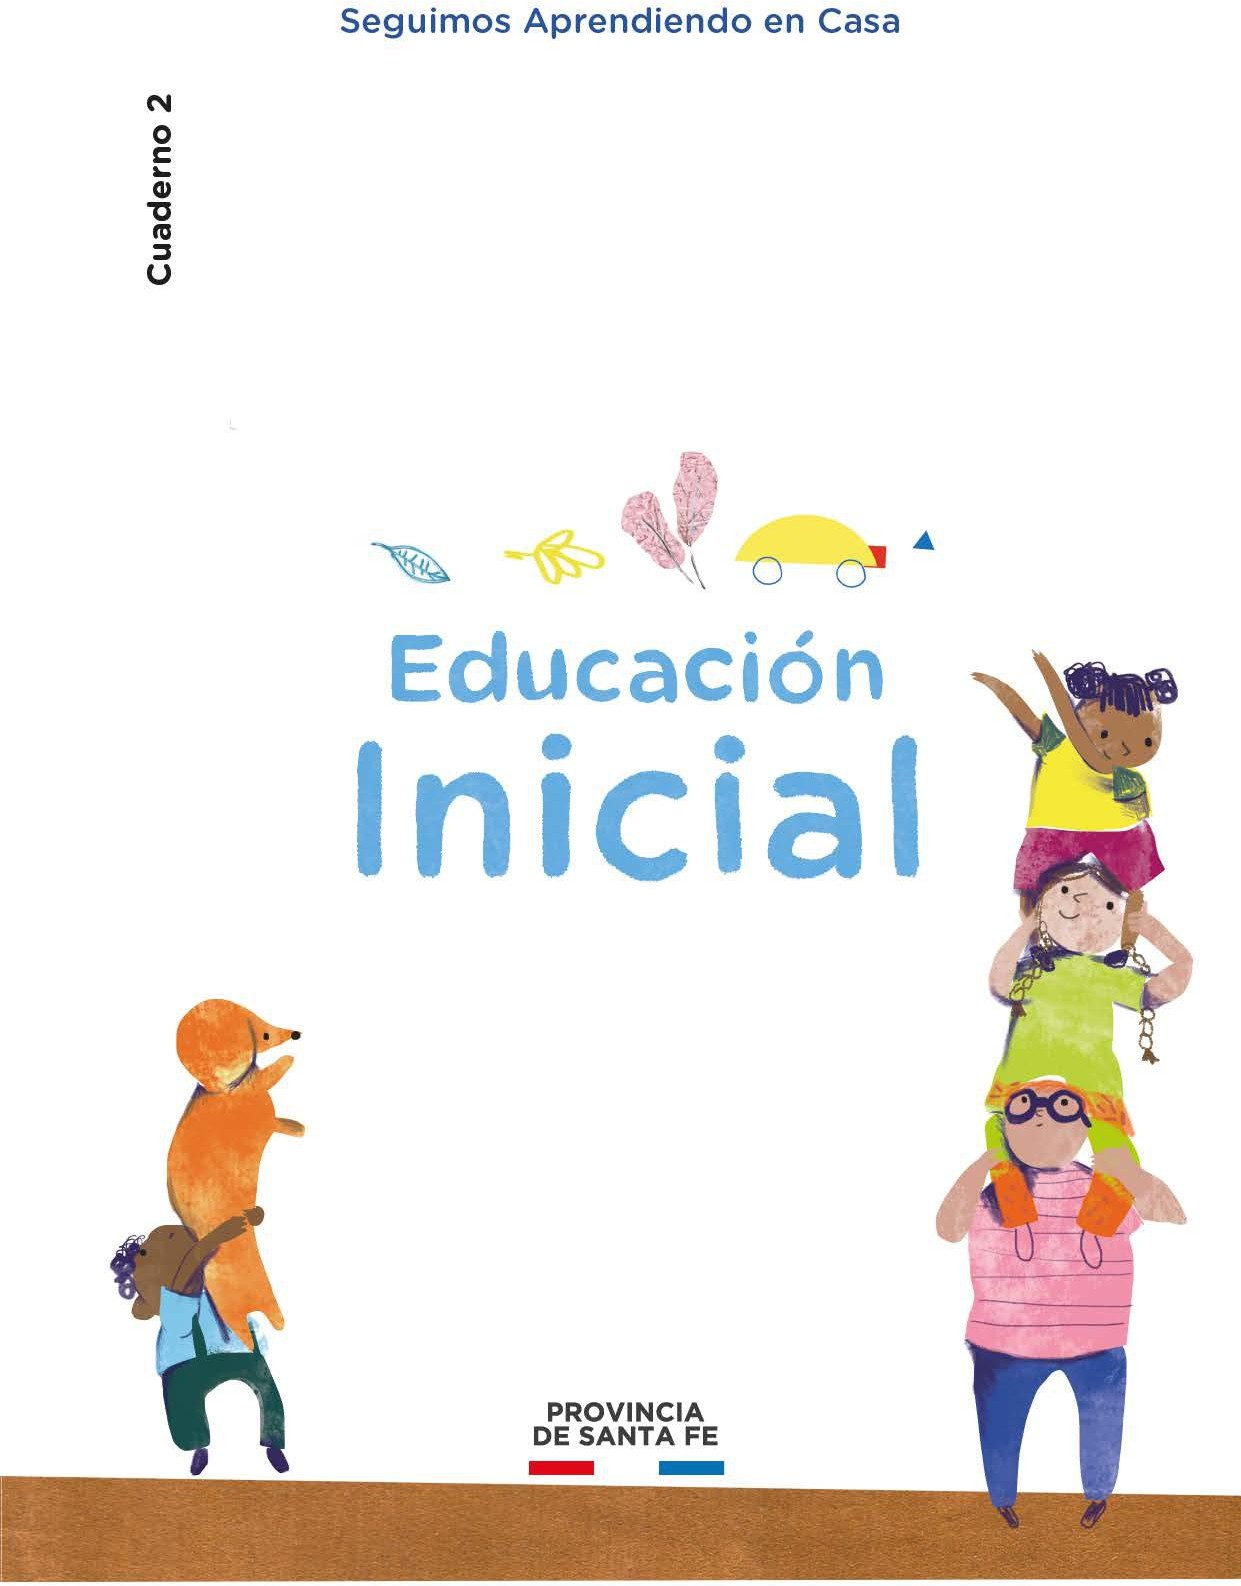 Seguimos Aprendiendo en Casa
Cuaderno 2
Educación
Inicial
PROVINCIA
DE SANTA FE